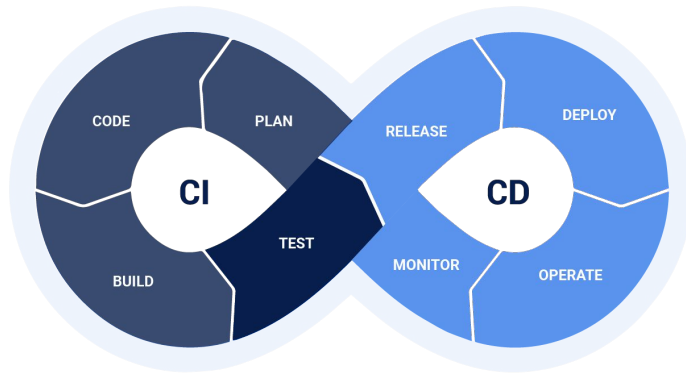 CODE
PLAN
RELEASE
DEPLOY
CI
CD
TEST
MONITOR
BUILD
OPERATE